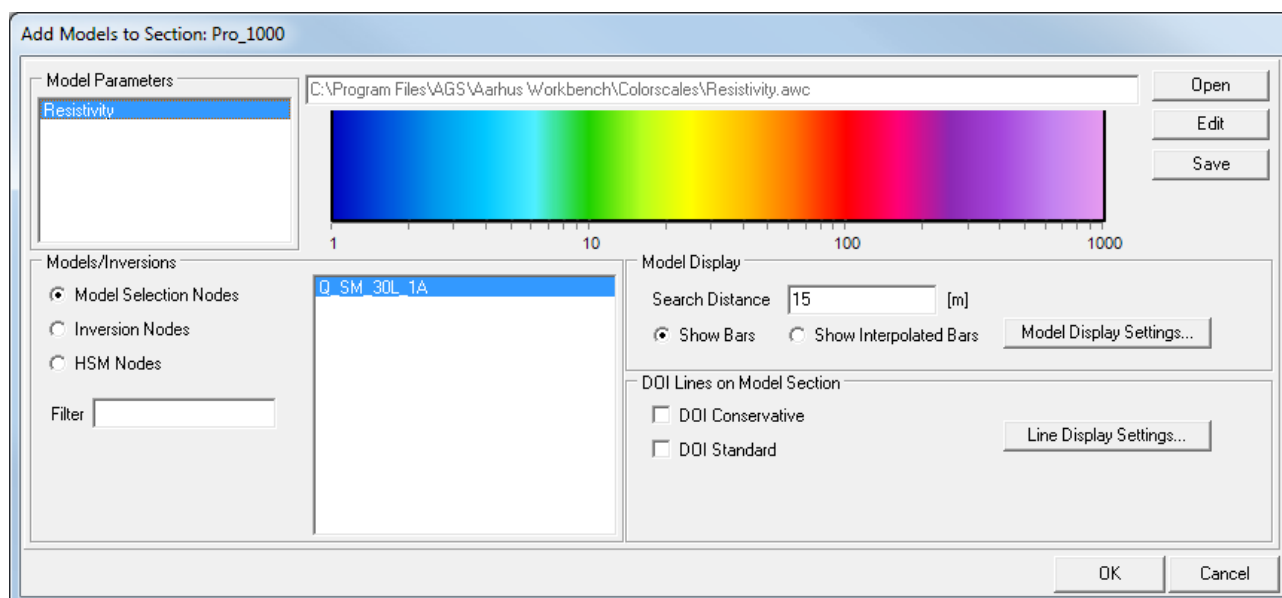 Add Models to Section: Pro_1000
Model Parameters
Resistivity
C:\Program Files\AGS\Aarhus Workbench\Colorscales\Resistivity.awc
Open
Edit
Save
1 10 100 1000
Models/Inversions
Model Selection Nodes
Inversion Nodes
HSM Nodes
Filter
Q_SM_30L_1A
Model Display
Search Distance 15 [m]
Show Bars Show Interpolated Bars Model Display Settings...
DOI Lines on Model Section
DOI Conservative
DOI Standard
Line Display Settings...
OK Cancel